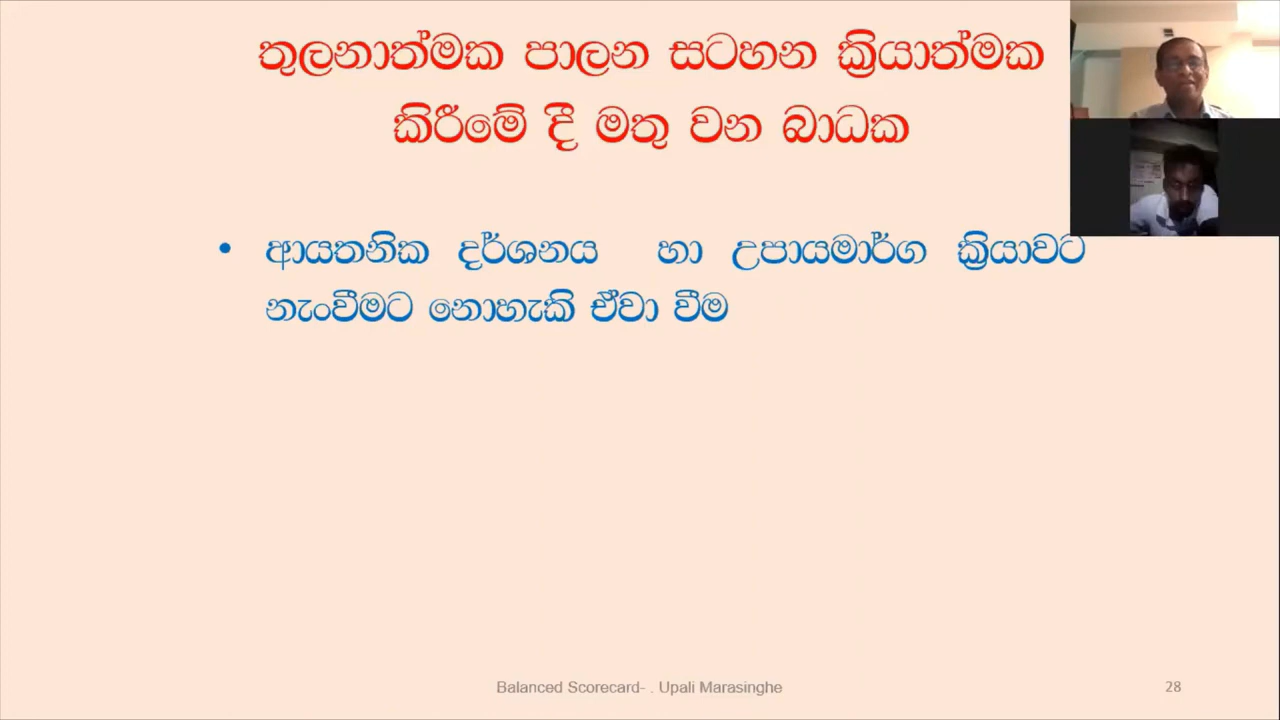 තුලනාත්මක පාලන සටහන ක්‍රියාත්මක
කිරීමේ දී මතු වන බාධක
• ආයතනික දර්ශනය හා උපායමාර්ග ක්‍රියාවට
නැංවීමට නොහැකි ඒවා වීම
Balanced Scorecard- . Upali Marasinghe
28